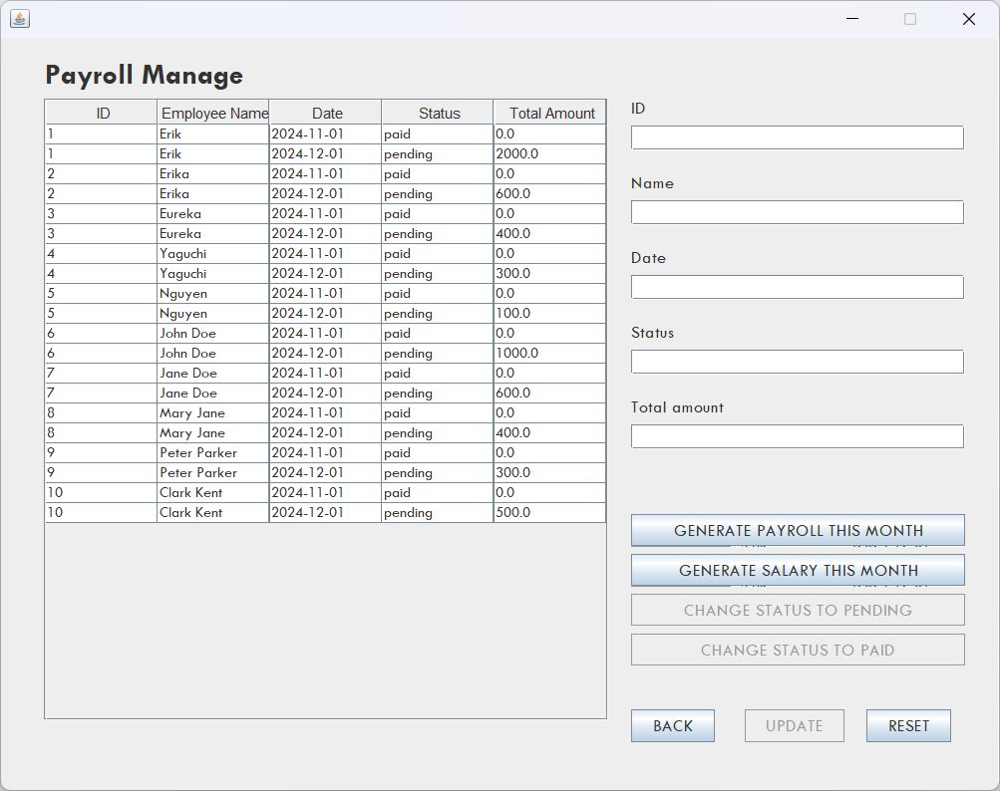 Payroll Manage
ID Employee Name Date Status Total Amount
1 Erik 2024-11-01 paid 0.0
1 Erik 2024-12-01 pending 2000.0
2 Erika 2024-11-01 paid 0.0
2 Erika 2024-12-01 pending 600.0
3 Eureka 2024-11-01 paid 0.0
3 Eureka 2024-12-01 pending 400.0
4 Yaguchi 2024-11-01 paid 0.0
4 Yaguchi 2024-12-01 pending 300.0
5 Nguyen 2024-11-01 paid 0.0
5 Nguyen 2024-12-01 pending 100.0
6 John Doe 2024-11-01 paid 0.0
6 John Doe 2024-12-01 pending 1000.0
7 Jane Doe 2024-11-01 paid 0.0
7 Jane Doe 2024-12-01 pending 600.0
8 Mary Jane 2024-11-01 paid 0.0
8 Mary Jane 2024-12-01 pending 400.0
9 Peter Parker 2024-11-01 paid 0.0
9 Peter Parker 2024-12-01 pending 300.0
10 Clark Kent 2024-11-01 paid 0.0
10 Clark Kent 2024-12-01 pending 500.0
ID
Name
Date
Status
Total amount
GENERATE PAYROLL THIS MONTH
GENERATE SALARY THIS MONTH
CHANGE STATUS TO PENDING
CHANGE STATUS TO PAID
BACK UPDATE RESET